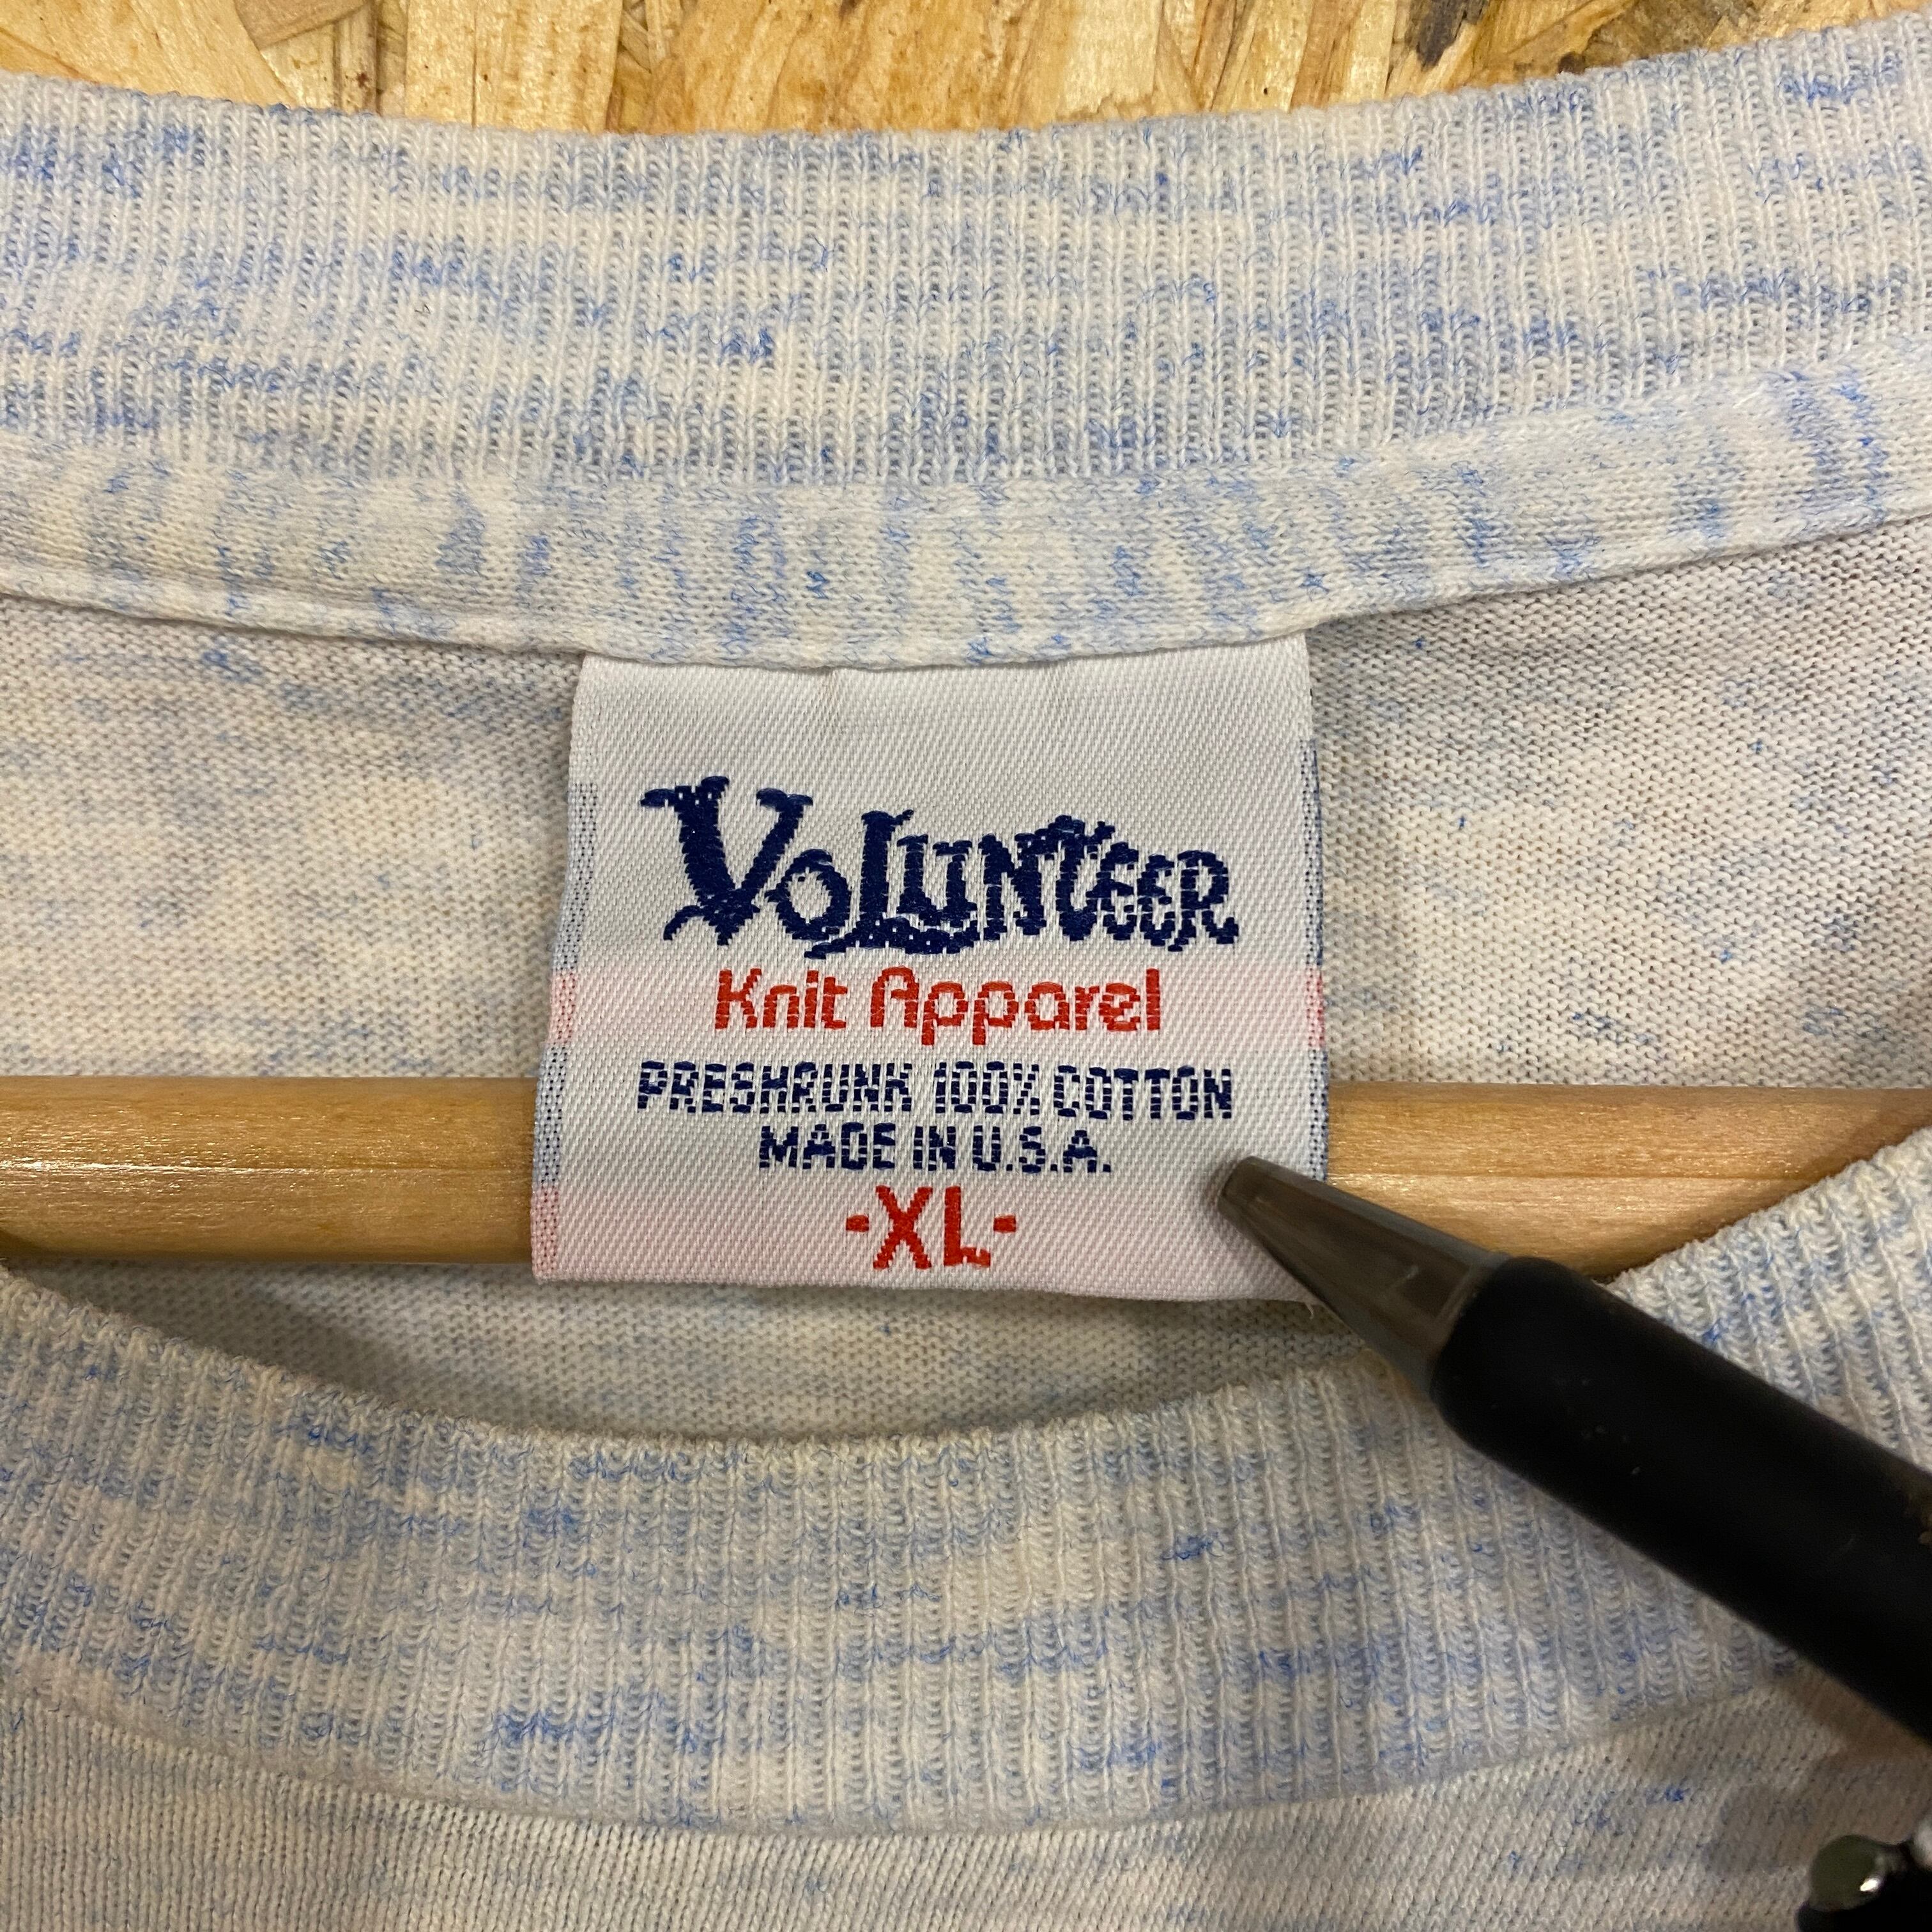 VOLUNTEER
Knit Apparel
PRESHRUNK 100% COTTON
MADE IN U.S.A.
-XL-